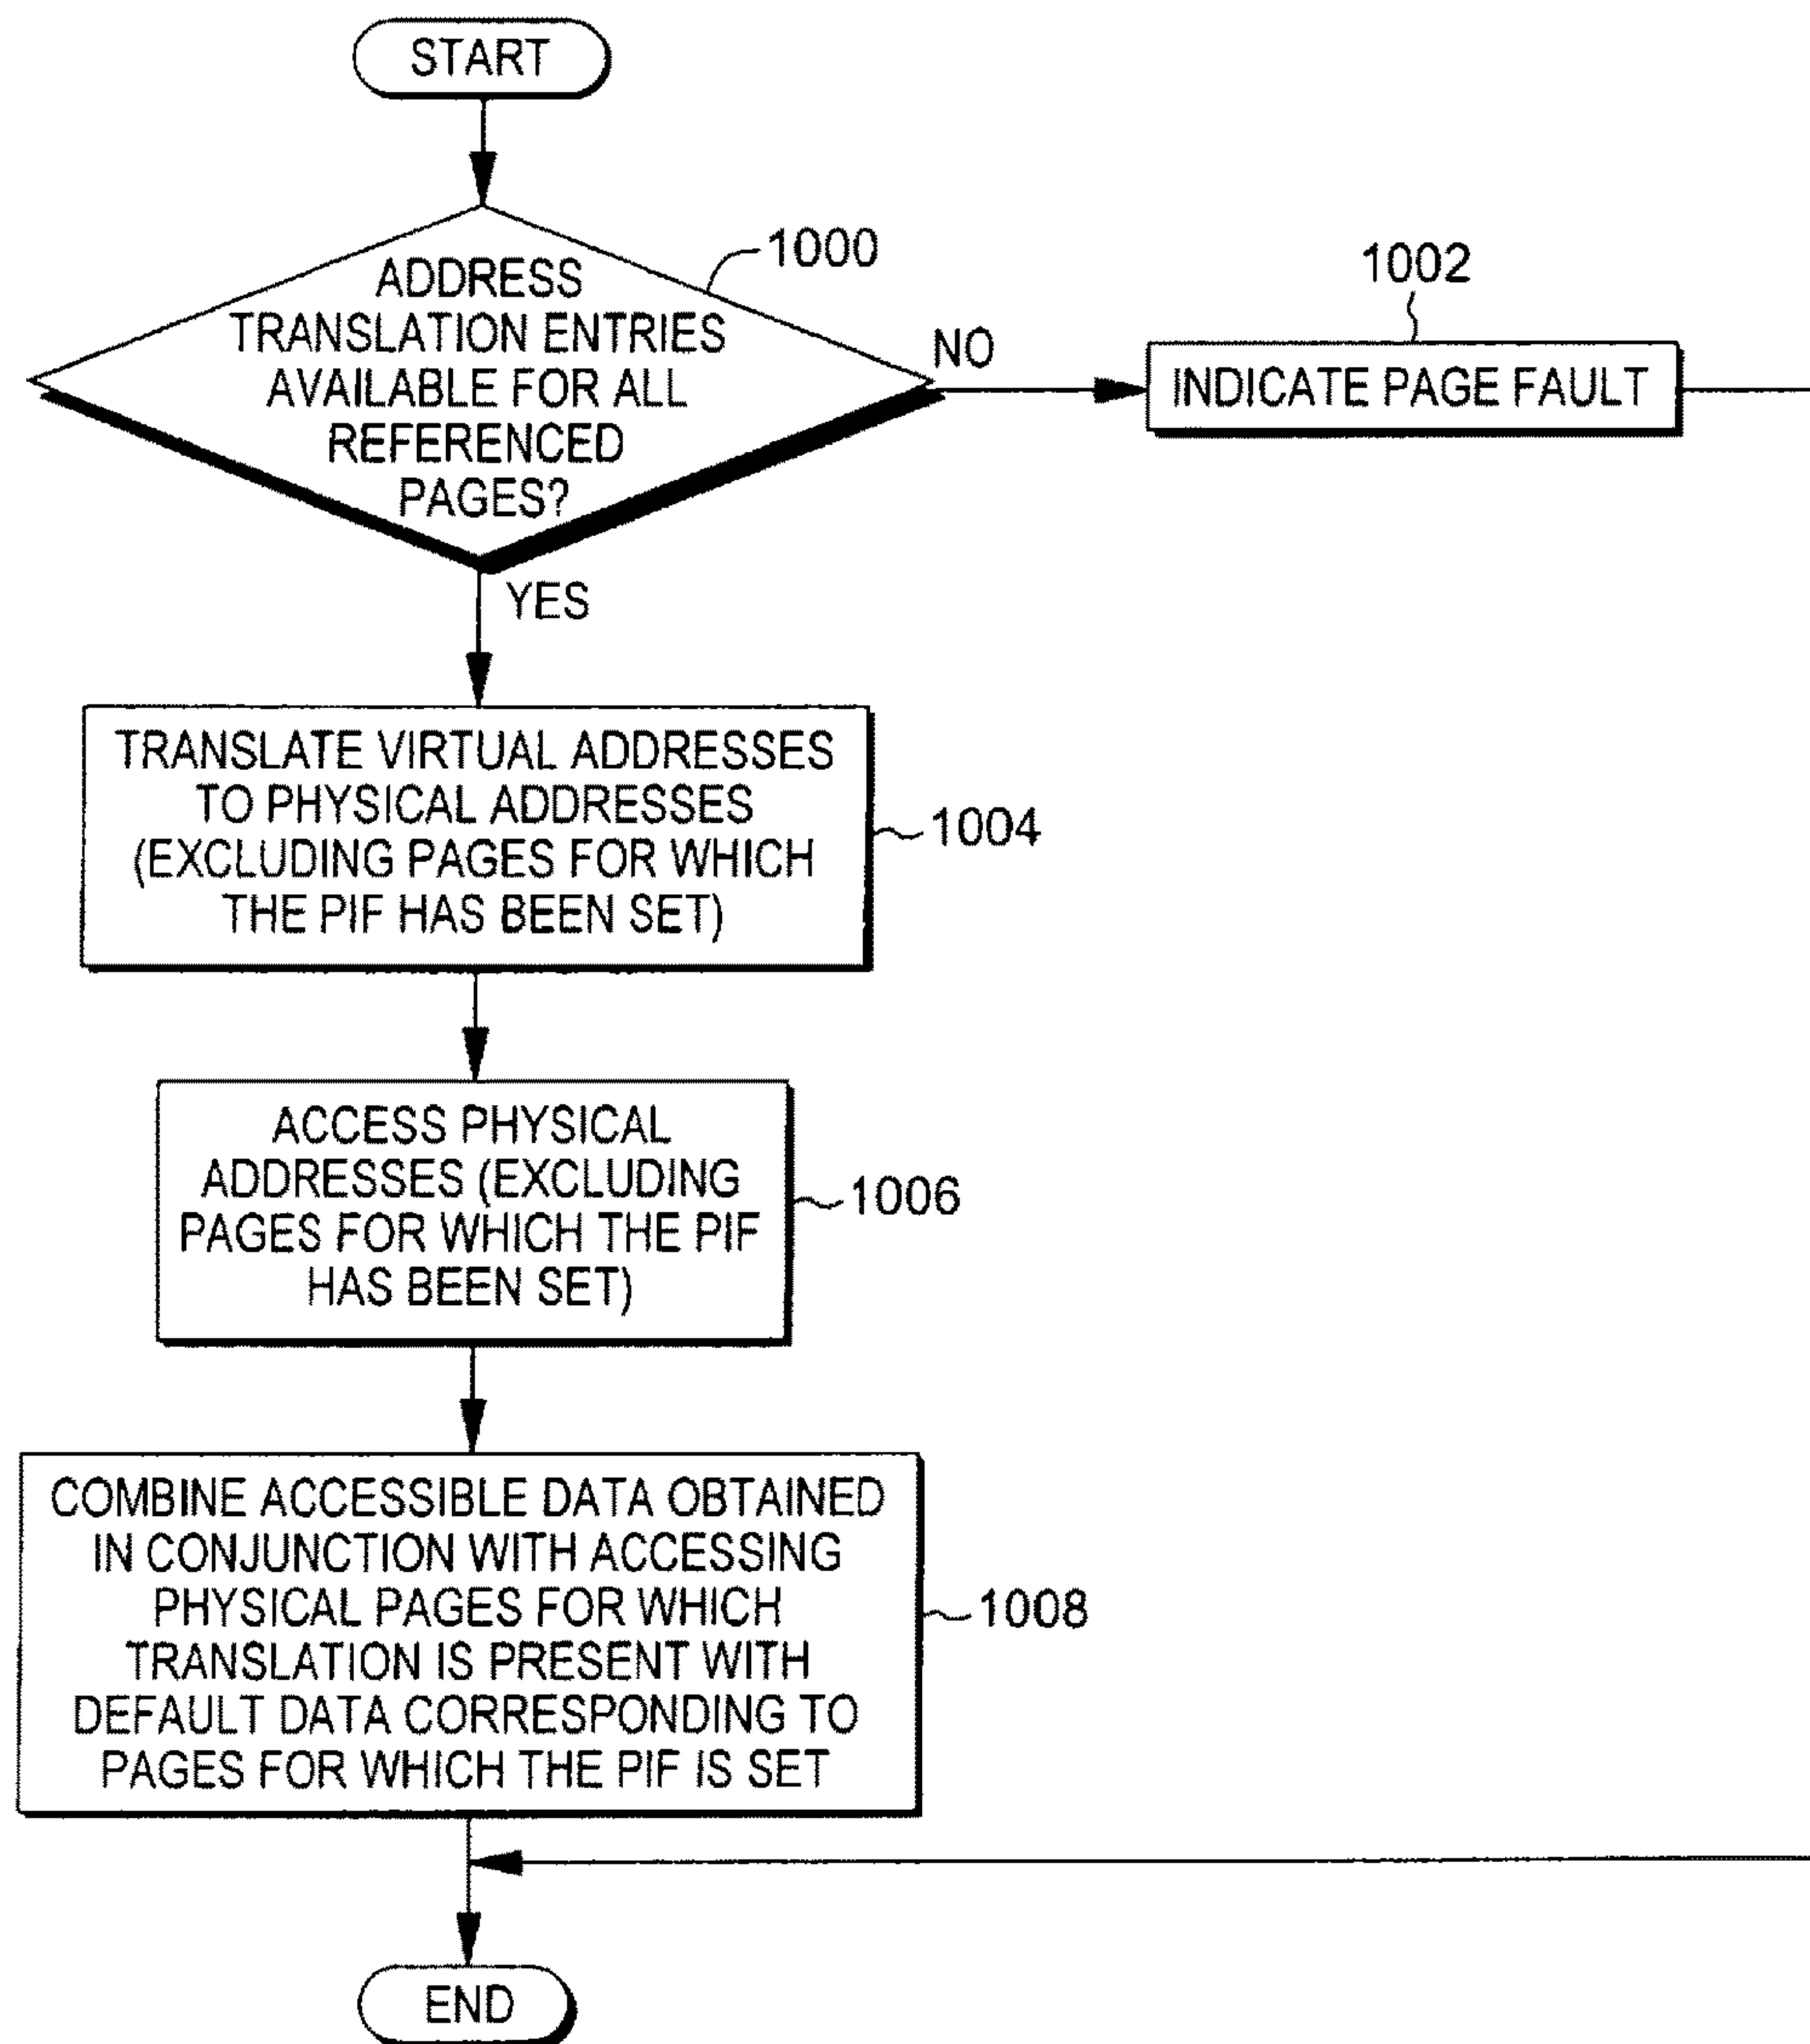 START
ADDRESS
TRANSLATION ENTRIES
AVAILABLE FOR ALL
REFERENCED
PAGES?
1000
NO
1002
INDICATE PAGE FAULT
YES
TRANSLATE VIRTUAL ADDRESSES
TO PHYSICAL ADDRESSES
(EXCLUDING PAGES FOR WHICH
THE PIF HAS BEEN SET)
1004
ACCESS PHYSICAL
ADDRESSES (EXCLUDING
PAGES FOR WHICH THE PIF
HAS BEEN SET)
1006
COMBINE ACCESSIBLE DATA OBTAINED
IN CONJUNCTION WITH ACCESSING
PHYSICAL PAGES FOR WHICH
TRANSLATION IS PRESENT WITH
DEFAULT DATA CORRESPONDING TO
PAGES FOR WHICH THE PIF IS SET
1008
END